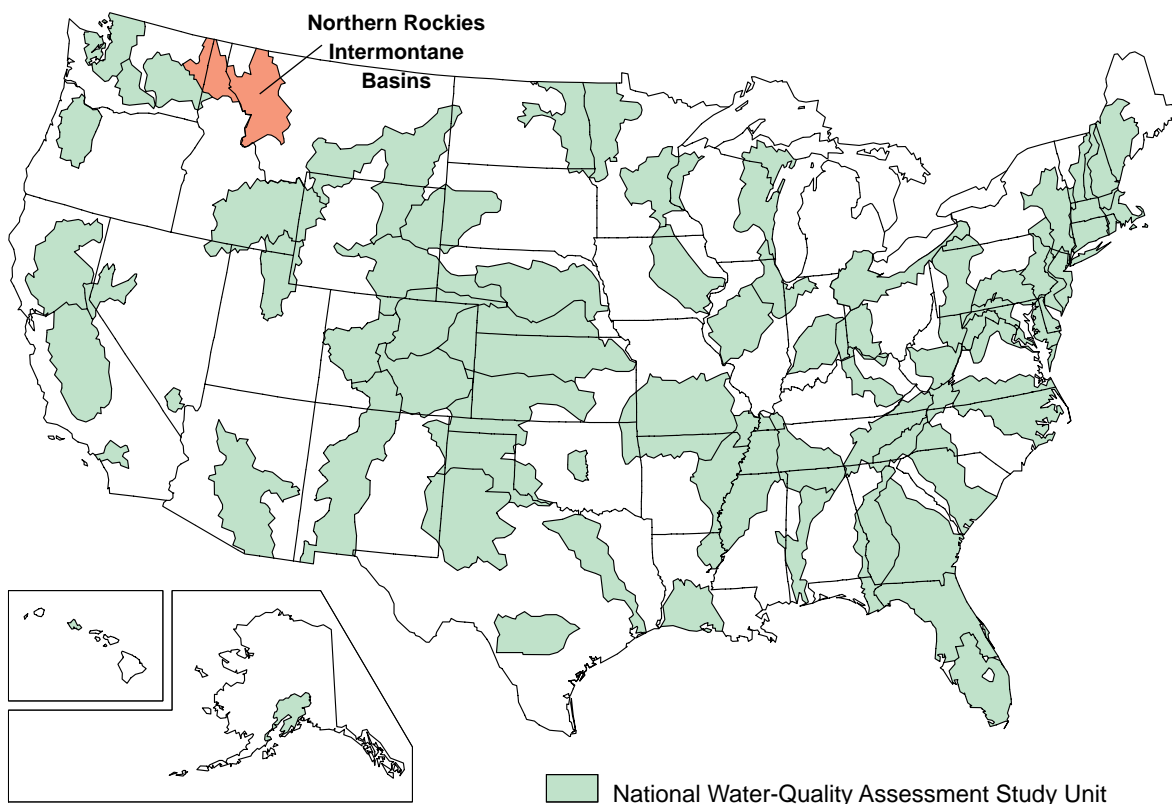 Northern Rockies
Intermontane
Basins
National Water-Quality Assessment Study Unit